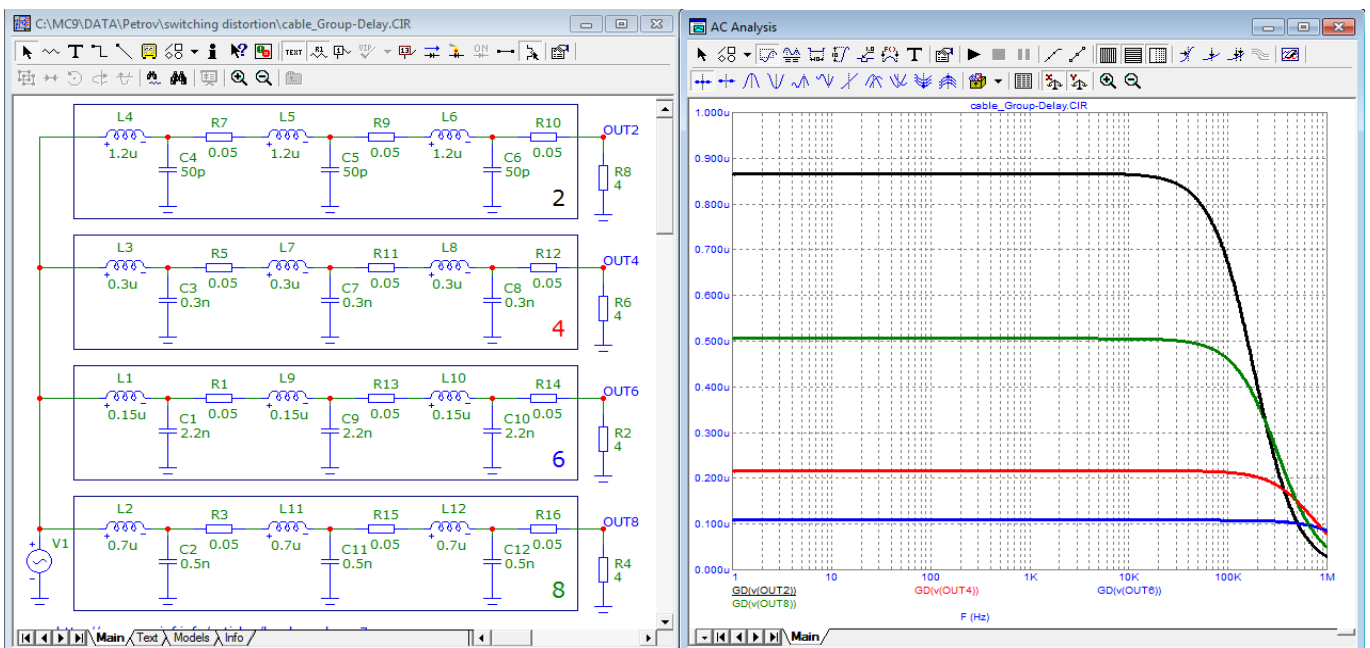 C:\MC9\DATA\Petrov\switching distortion\cable_Group-Delay.CIR
TEXT
L4 R7 L5 R9 L6 R10 OUT2
1.2u C4 0.05 1.2u C5 0.05 1.2u C6 0.05 R8
50p 50p 50p 4
2
L3 R5 L7 R11 L8 R12 OUT4
0.3u C3 0.05 0.3u C7 0.05 0.3u C8 0.05 R6
0.3n 0.3n 0.3n 4
4
L1 R1 L9 R13 L10 R14 OUT6
0.15u C1 0.05 0.15u C9 0.05 0.15u C10 0.05 R2
2.2n 2.2n 2.2n 4
6
L2 R3 L11 R15 L12 R16 OUT8
V1 0.7u C2 0.05 0.7u C11 0.05 0.7u C12 0.05 R4
0.5n 0.5n 0.5n 4
8
Main Text Models Info
AC Analysis
cable_Group-Delay.CIR
1.000u
0.900u
0.800u
0.700u
0.600u
0.500u
0.400u
0.300u
0.200u
0.100u
0.000u
1 10 100 1K 10K 100K 1M
GD(v(OUT2)) GD(v(OUT4)) GD(v(OUT6))
GD(v(OUT8))
F (Hz)
Main